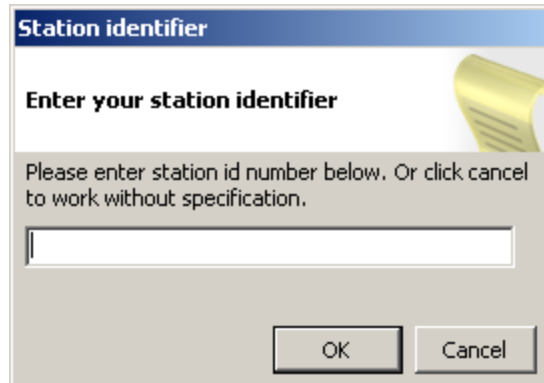 Station identifier
Enter your station identifier
Please enter station id number below. Or click cancel
to work without specification.
OK
Cancel